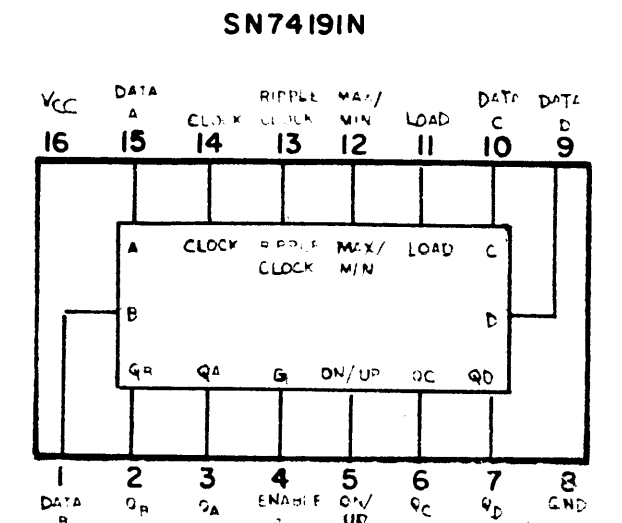 SN74191N
VCC DATA A CLOCK RIPPLE CLOCK MAX/ MIN LOAD DATA C DATA D
16 15 14 13 12 11 10 9
A CLOCK RIPPLE CLOCK MAX/ MIN LOAD C
B D
QB QA G DN/UP QC QD
1 2 3 4 5 6 7 8
DATA B QB QA ENABLE DN/ UP QC QD GND